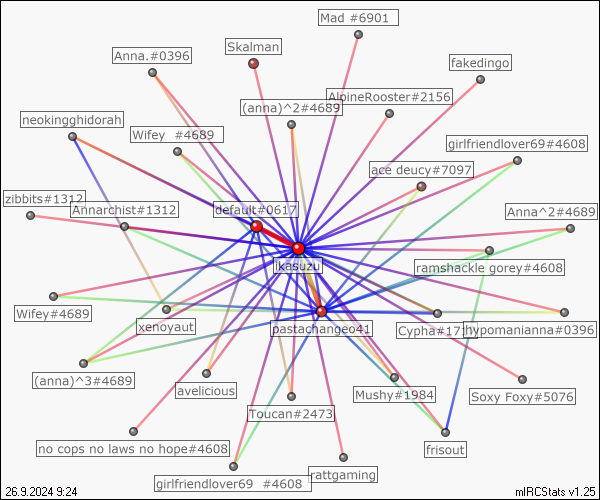 Mad #6901
Skalman
Anna.#0396
fakedingo
AlpineRooster#2156
(anna)^2#4689
neokingghidorah
Wifey  #4689
girlfriendlover69#4608
ace deucy#7097
zibbits#1312
Annarchist#1312
default#0617
Anna^2#4689
ikasuzu
ramshackle gorey#4608
Wifey#4689
xenoyaut
pastachangeo41
hypomanianna#0396
(anna)^3#4689
avelicious
Toucan#2473
Mushy#1984
Soxy Foxy#5076
no cops no laws no hope#4608
frisout
rattgaming
girlfriendlover69  #4608
26.9.2024 9:24
mIRCStats v1.25